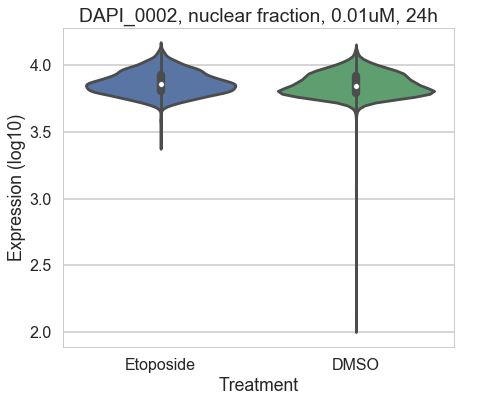 DAPI_0002, nuclear fraction, 0.01uM, 24h
Expression (log10)
4.0
3.5
3.0
2.5
2.0
Etoposide DMSO
Treatment